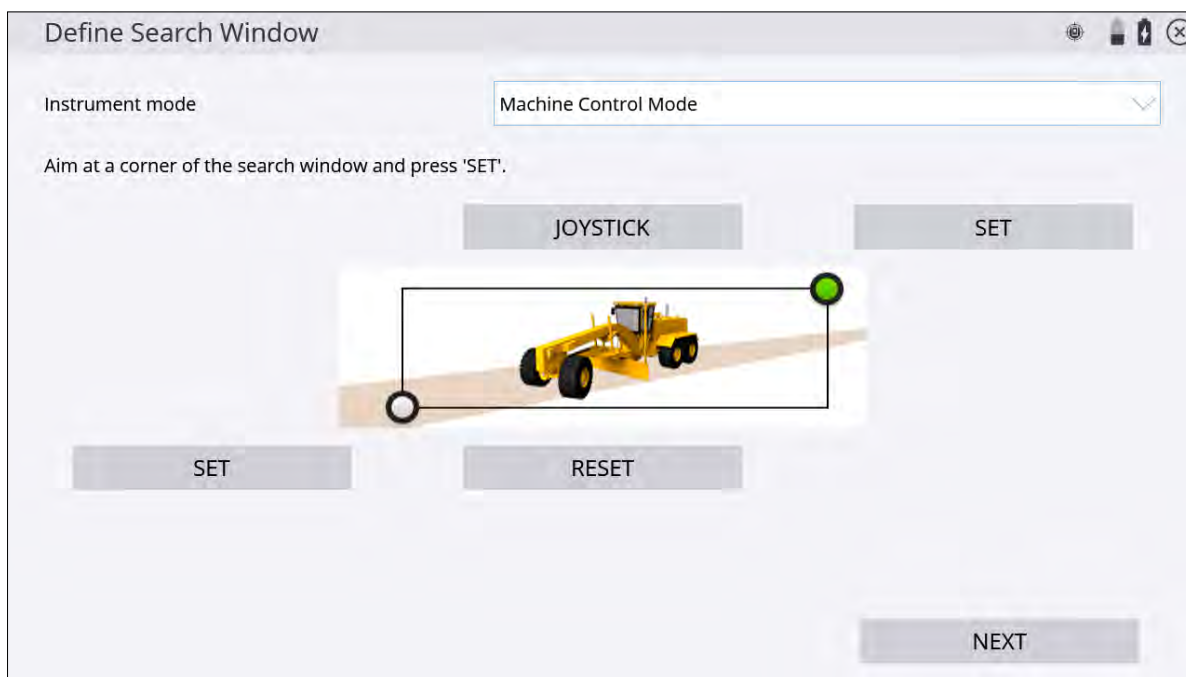 Define Search Window
Instrument mode
Machine Control Mode
Aim at a corner of the search window and press 'SET'.
JOYSTICK
SET
SET
RESET
NEXT